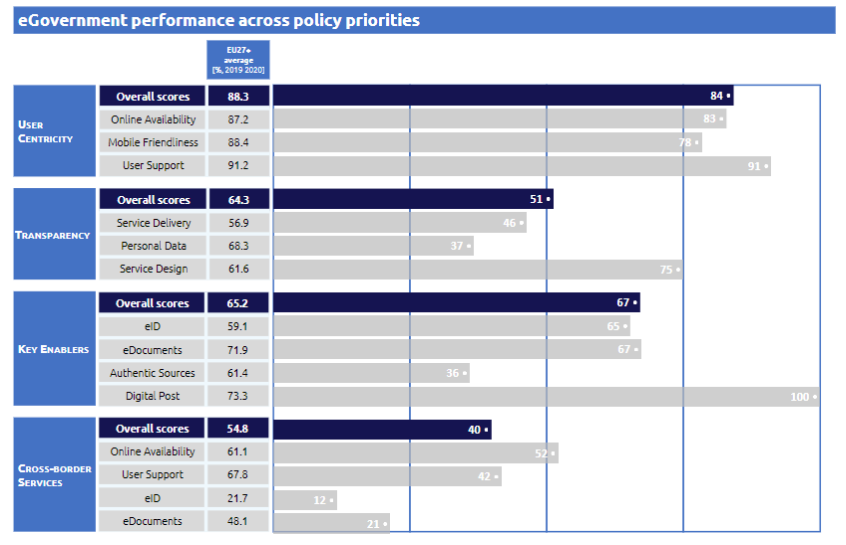 eGovernment performance across policy priorities
EU27+
average
[%, 2019 2020]
USER
CENTRICITY
Overall scores 88.3 84
Online Availability 87.2 83
Mobile Friendliness 88.4 78
User Support 91.2 91
TRANSPARENCY
Overall scores 64.3 51
Service Delivery 56.9 46
Personal Data 68.3 37
Service Design 61.6 75
KEY ENABLERS
Overall scores 65.2 67
eID 59.1 65
eDocuments 71.9 67
Authentic Sources 61.4 36
Digital Post 73.3 100
CROSS-BORDER
SERVICES
Overall scores 54.8 40
Online Availability 61.1 52
User Support 67.8 42
eID 21.7 12
eDocuments 48.1 21